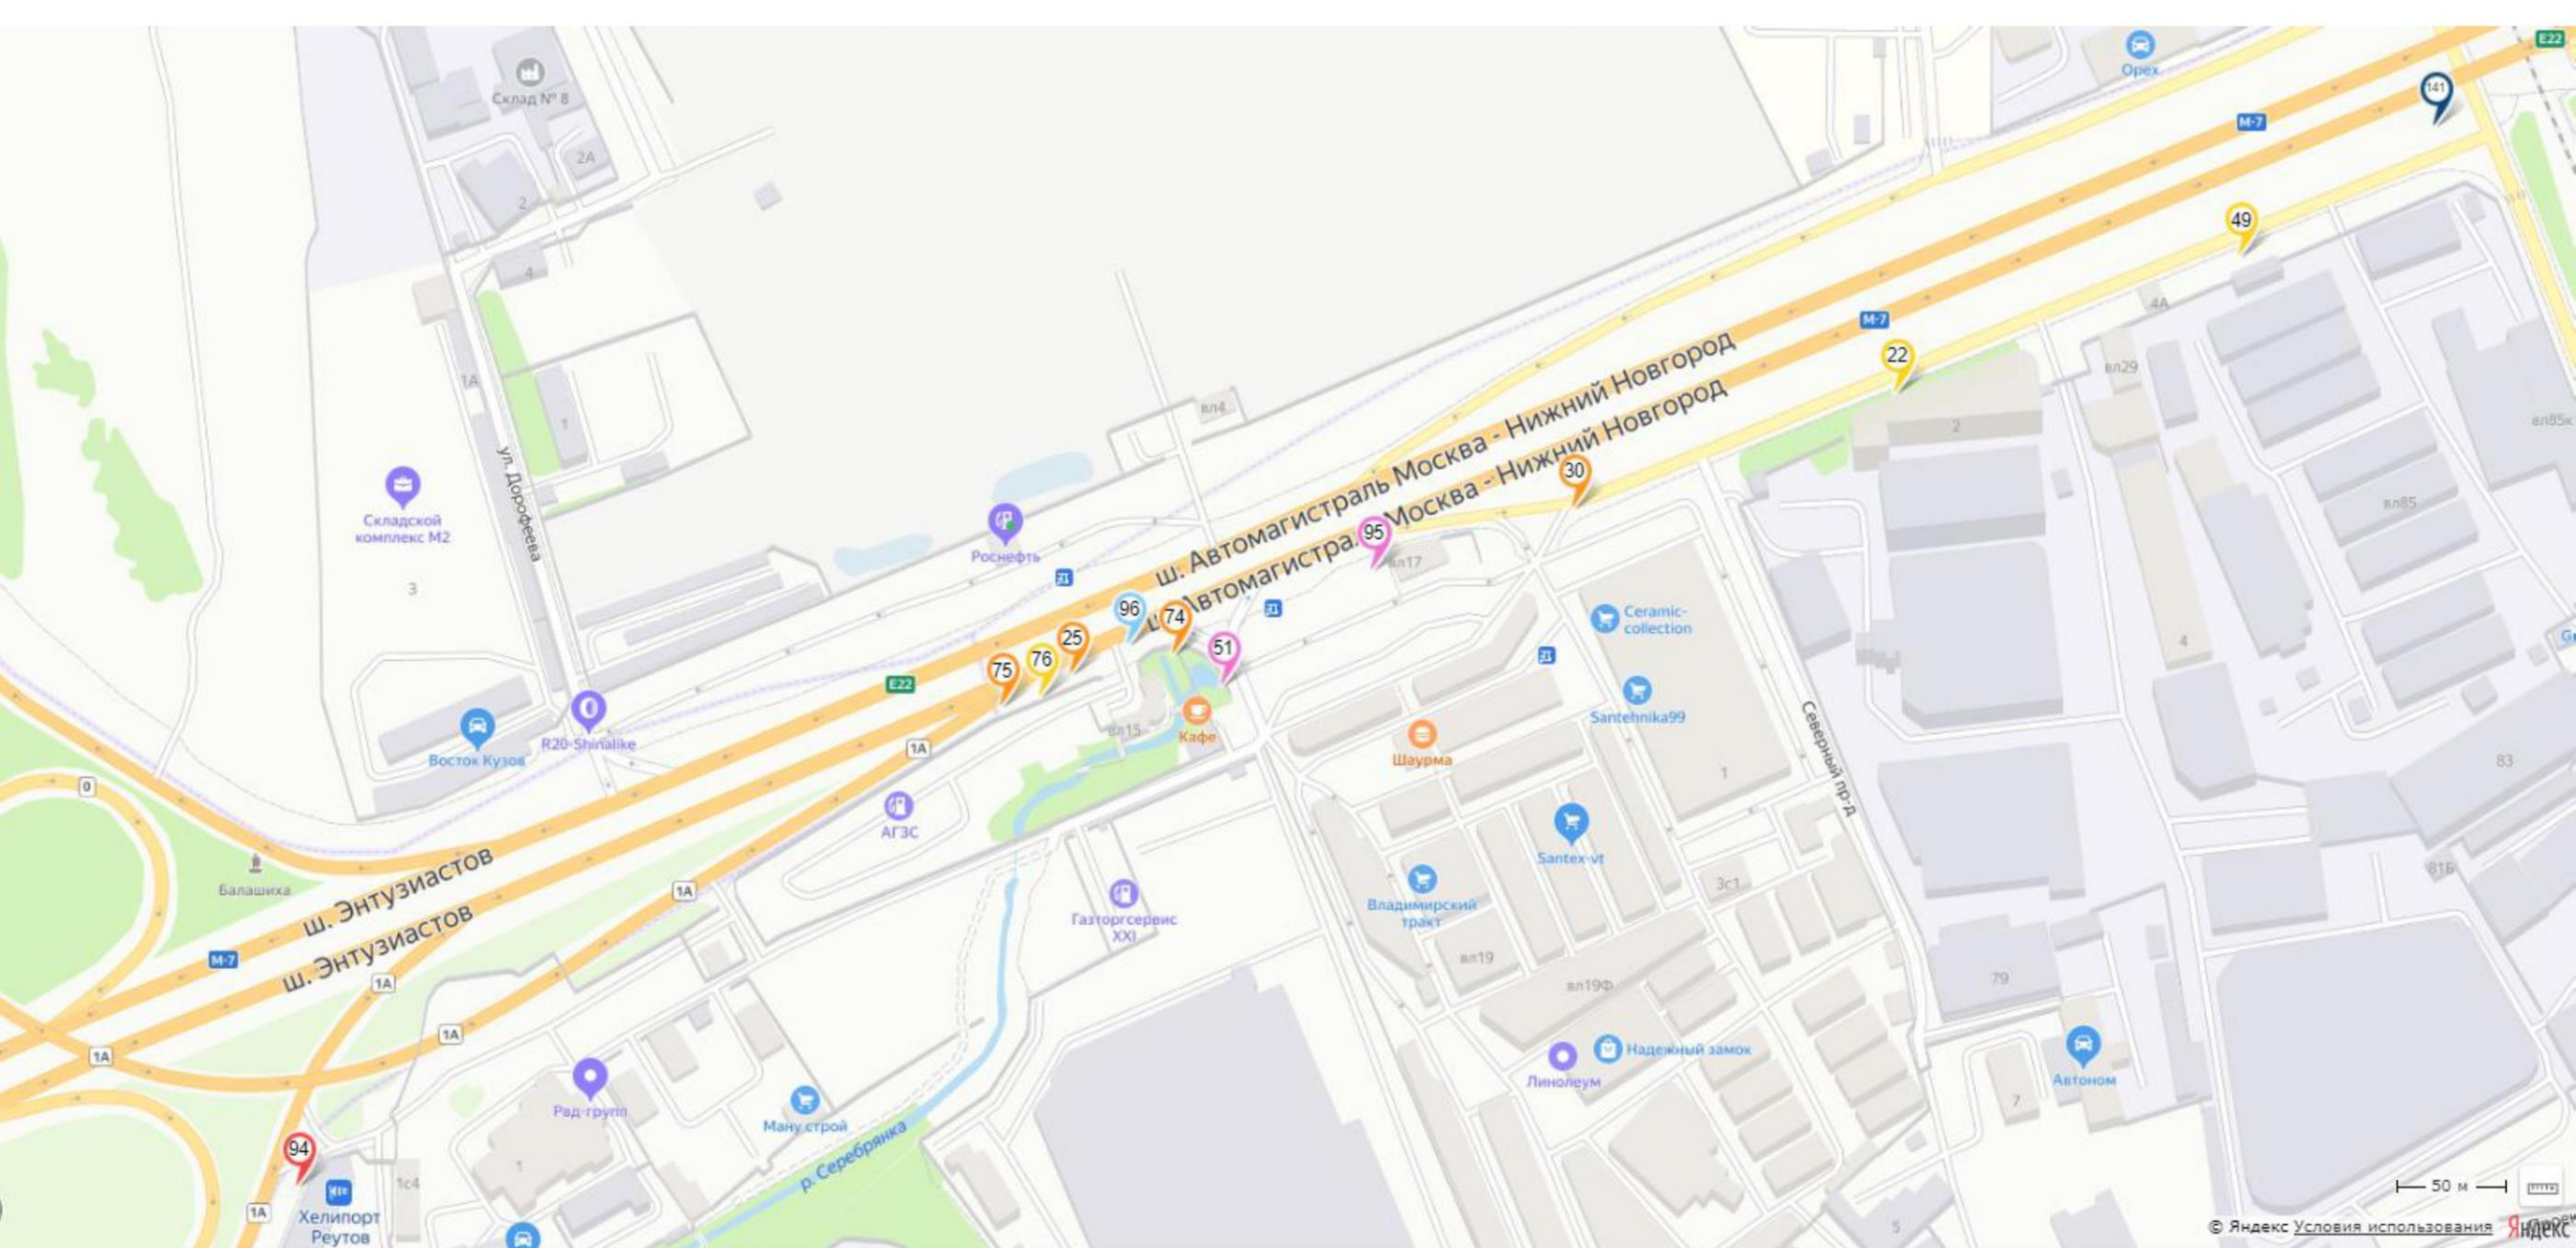 E22
Орех
141
Склад № 8
М-7
2А
2
49
4
4А
М-7
22
вл29
1А
ш. Автомагистраль Москва - Нижний Новгород
Москва - Нижний Новгород
вл4
1
2
вл85к
ул. Дорофеева
30
Складской
комплекс М2
вл85
Роснефть
95
вл17
3
96
74
Ceramic-
collection
25
51
4
75
76
E22
Santehnika99
R20-Shinalike
Восток Кузов
1А
вл15
Кафе
Шаурма
Северный пр-д
1
83
0
АГЗС
Santex-vt
ш. Энтузиастов
Балашиха
1А
3с1
81Б
Владимирский
тракт
Газторгсервис
XXI
ш. Энтузиастов
М-7
1А
вл19
79
вл19Ф
1А
1А
Надежный замок
Линолеум
Автоном
Рвд-групп
Ману строй
7
р. Серебрянка
94
1
1с4
50 м
1А
Хелипорт
Реутов
5
© Яндекс Условия использования
Яндекс